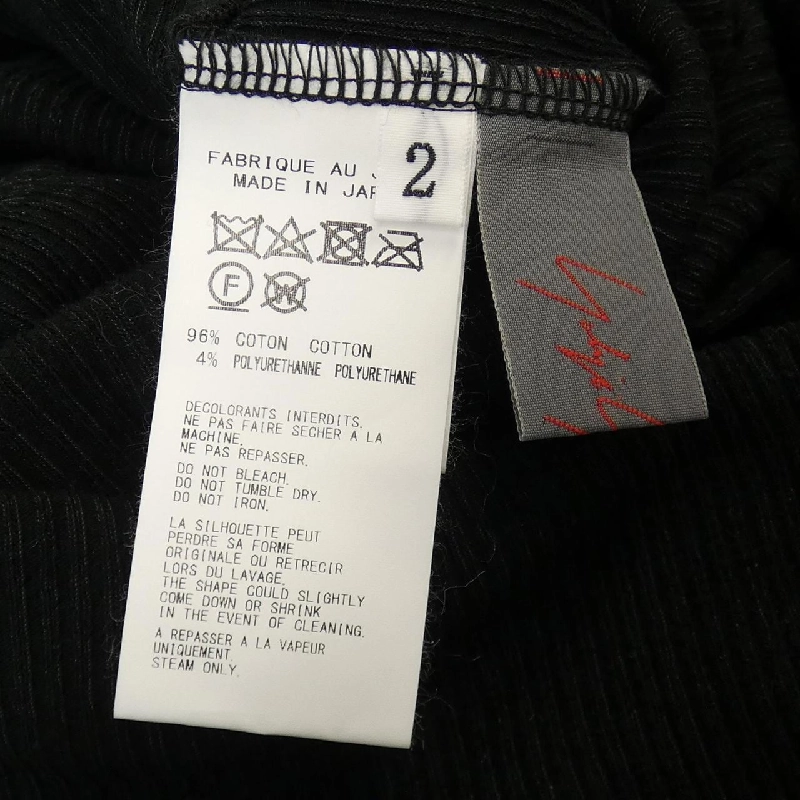 FABRIQUE AU
MADE IN
2
F
W
96% COTON COTTON
4% POLYURETHANNE POLYURETHANE
DECOLORANTS INTERDITS.
NE PAS FAIRE SECHER A LA
MACHINE.
NE PAS REPASSER.
DO NOT BLEACH.
DO NOT TUMBLE DRY.
DO NOT IRON.
LA SILHOUETTE PEUT
PERDRE SA FORME
ORIGINALE OU RETRECIR
LORS DU LAVAGE.
THE SHAPE COULD SLIGHTLY
COME DOWN OR SHRINK
IN THE EVENT OF CLEANING.
A REPASSER A LA VAPEUR
UNIQUEMENT.
STEAM ONLY.